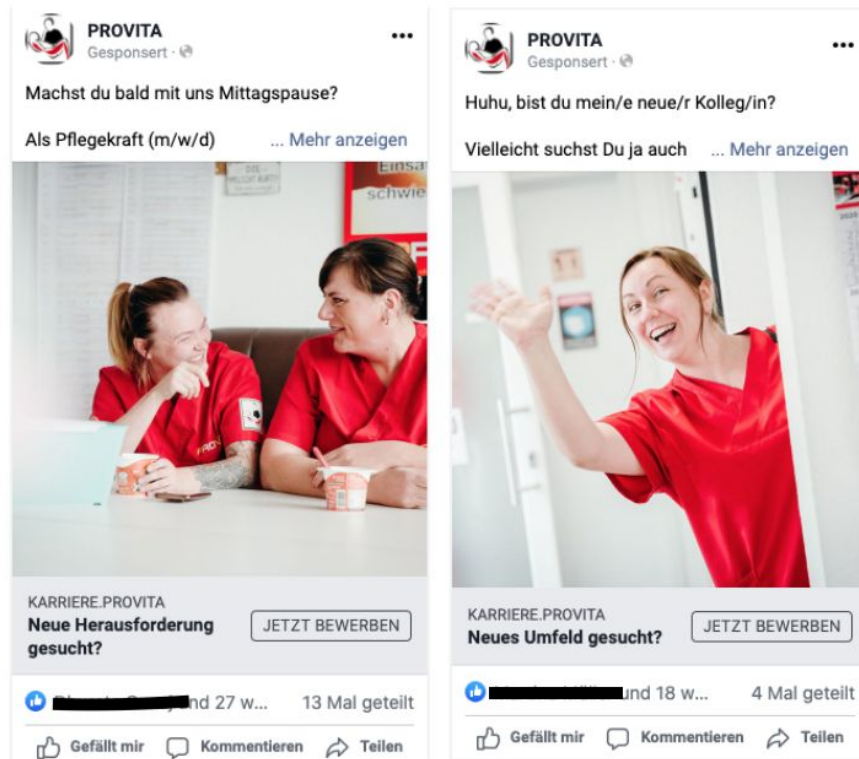 PROVITA
Gesponsert ·
Machst du bald mit uns Mittagspause?
Als Pflegekraft (m/w/d) ... Mehr anzeigen
Einsa
schwie
KARRIERE.PROVITA
Neue Herausforderung
gesucht?
JETZT BEWERBEN
nd 27 w... 13 Mal geteilt
Gefällt mir Kommentieren Teilen
PROVITA
Gesponsert ·
Huhu, bist du mein/e neue/r Kolleg/in?
Vielleicht suchst Du ja auch ... Mehr anzeigen
KARRIERE.PROVITA
Neues Umfeld gesucht?
JETZT BEWERBEN
und 18 w... 4 Mal geteilt
Gefällt mir Kommentieren Teilen